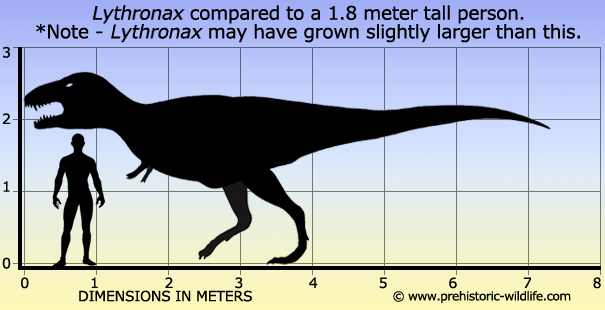 Lythronax compared to a 1.8 meter tall person.
*Note - Lythronax may have grown slightly larger than this.
3
2
1
0
0 1 2 3 4 5 6 7 8
DIMENSIONS IN METERS © www.prehistoric-wildlife.com